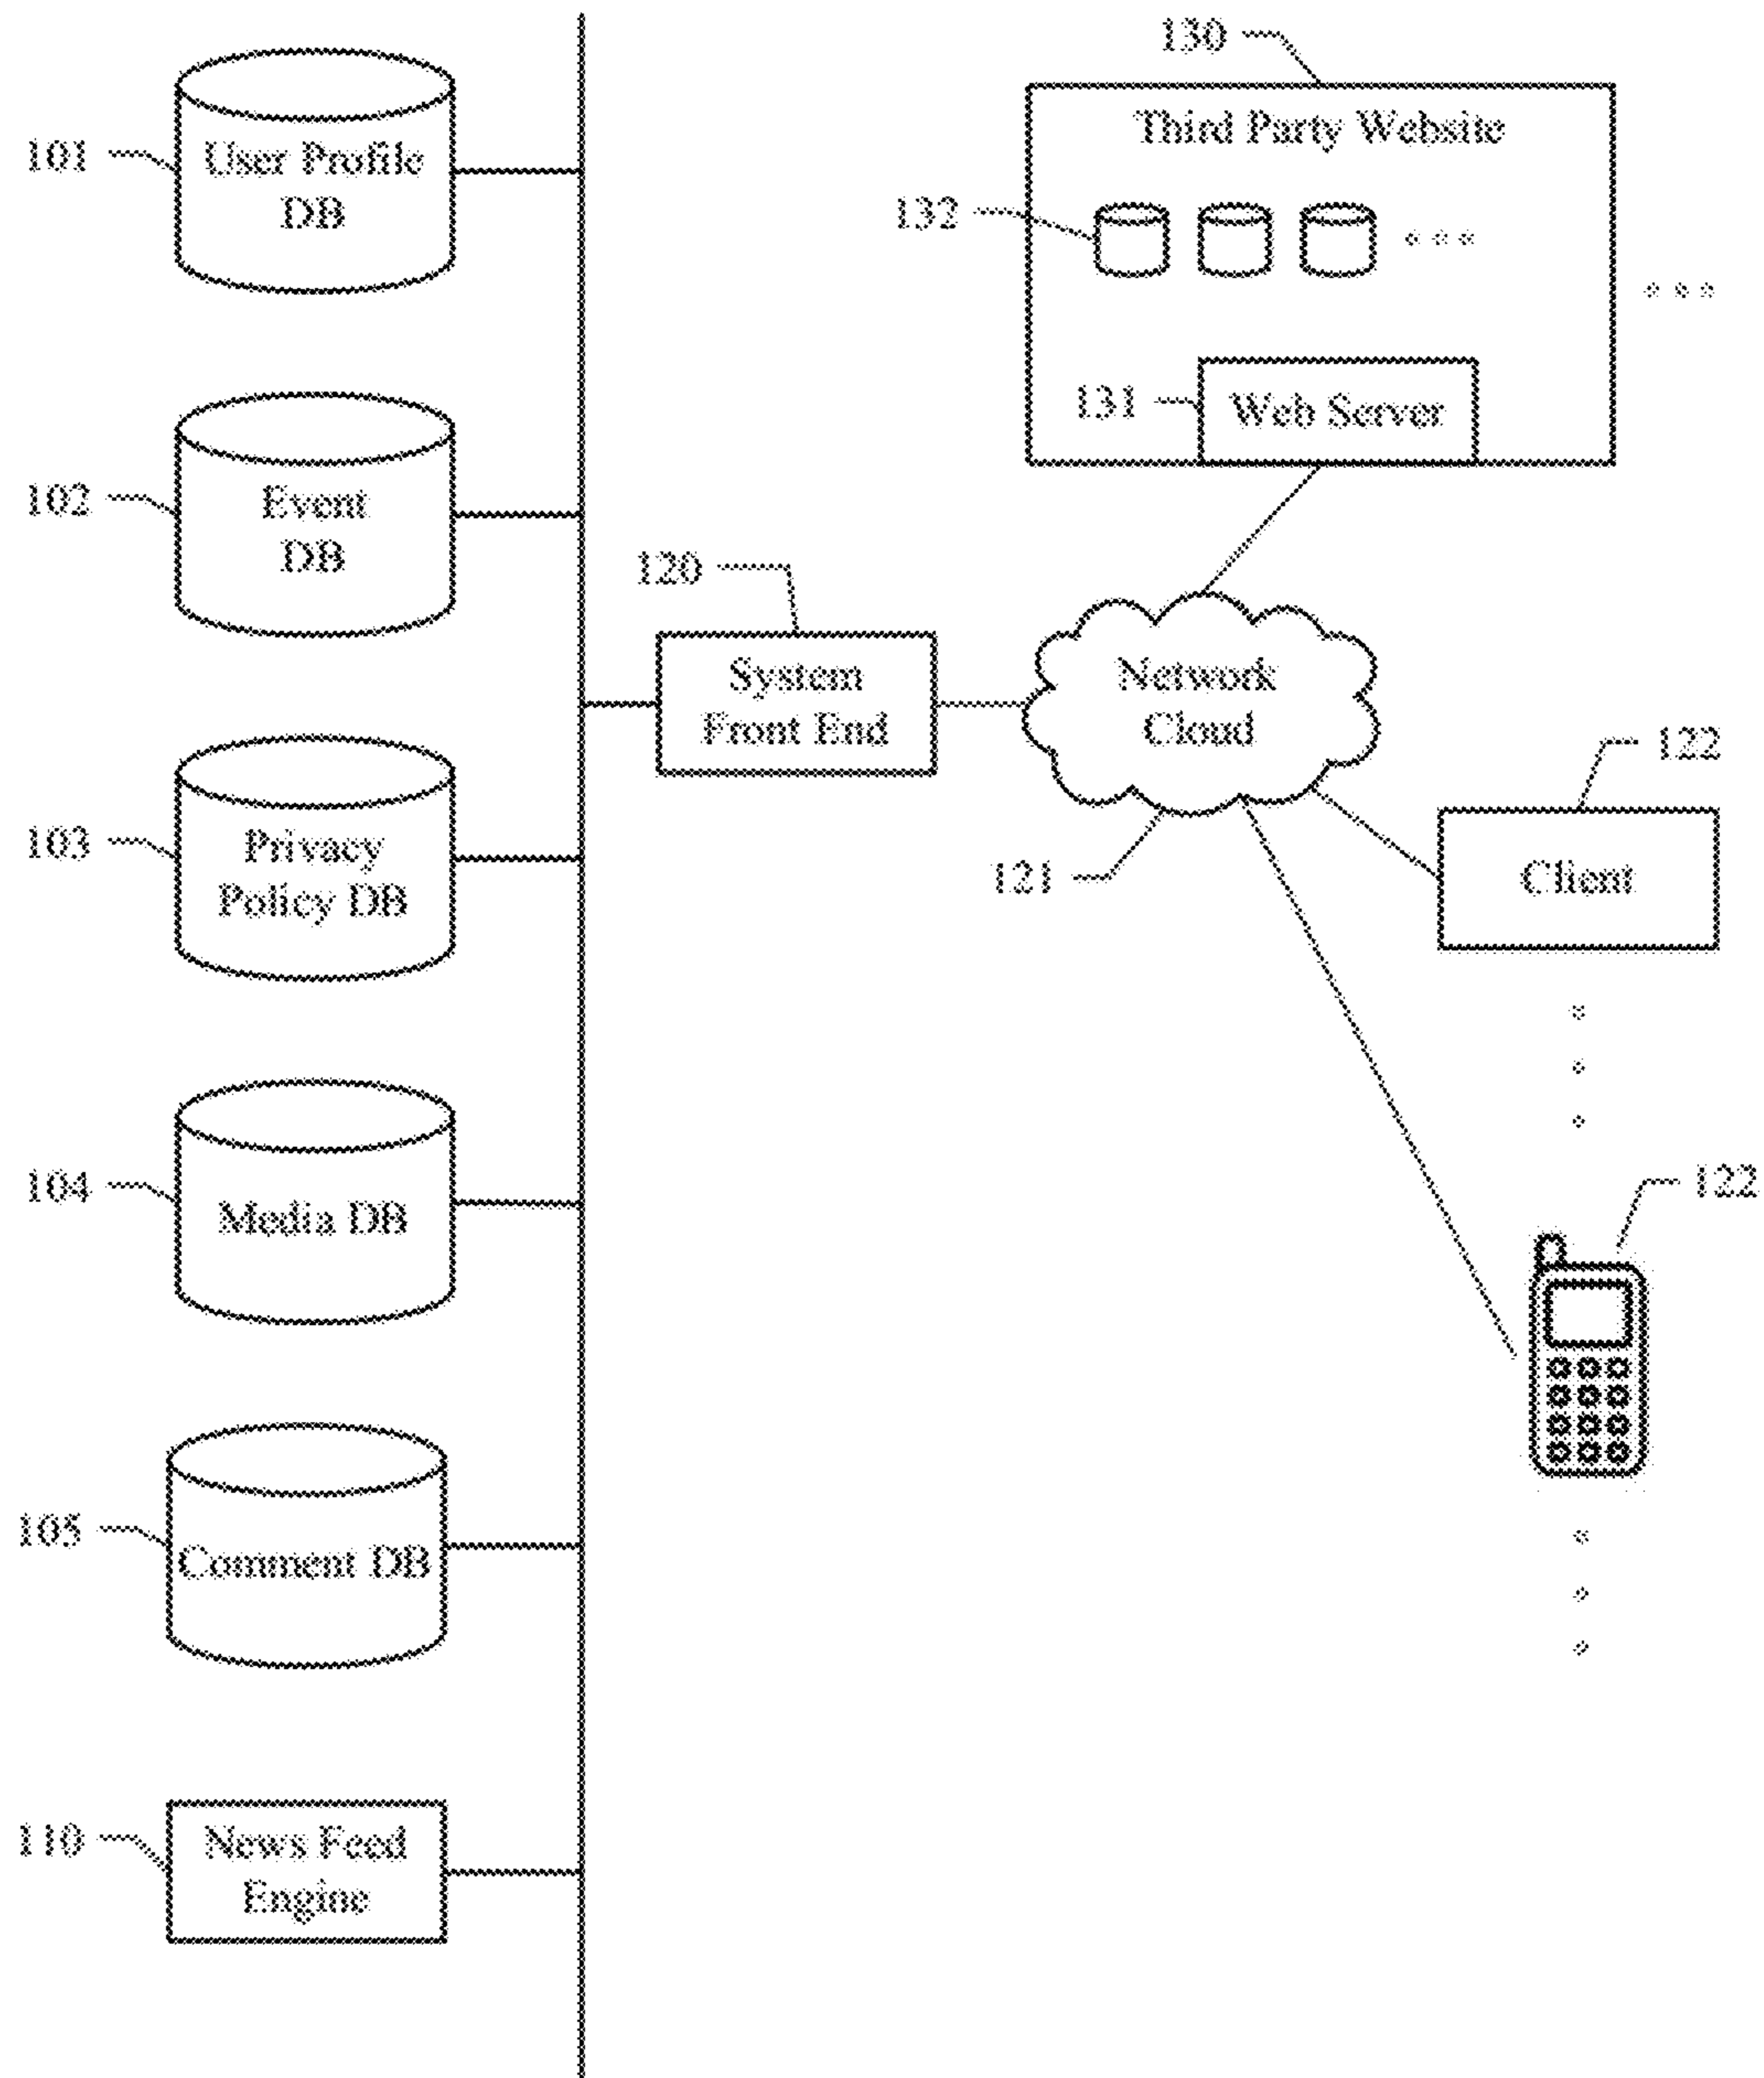 130
Third Party Website
132
131
Web Server
101
User Profile
DB
102
Event
DB
103
Privacy
Policy DB
104
Media DB
105
Comment DB
110
News Feed
Engine
120
System
Front End
Network
Cloud
121
122
Client
122